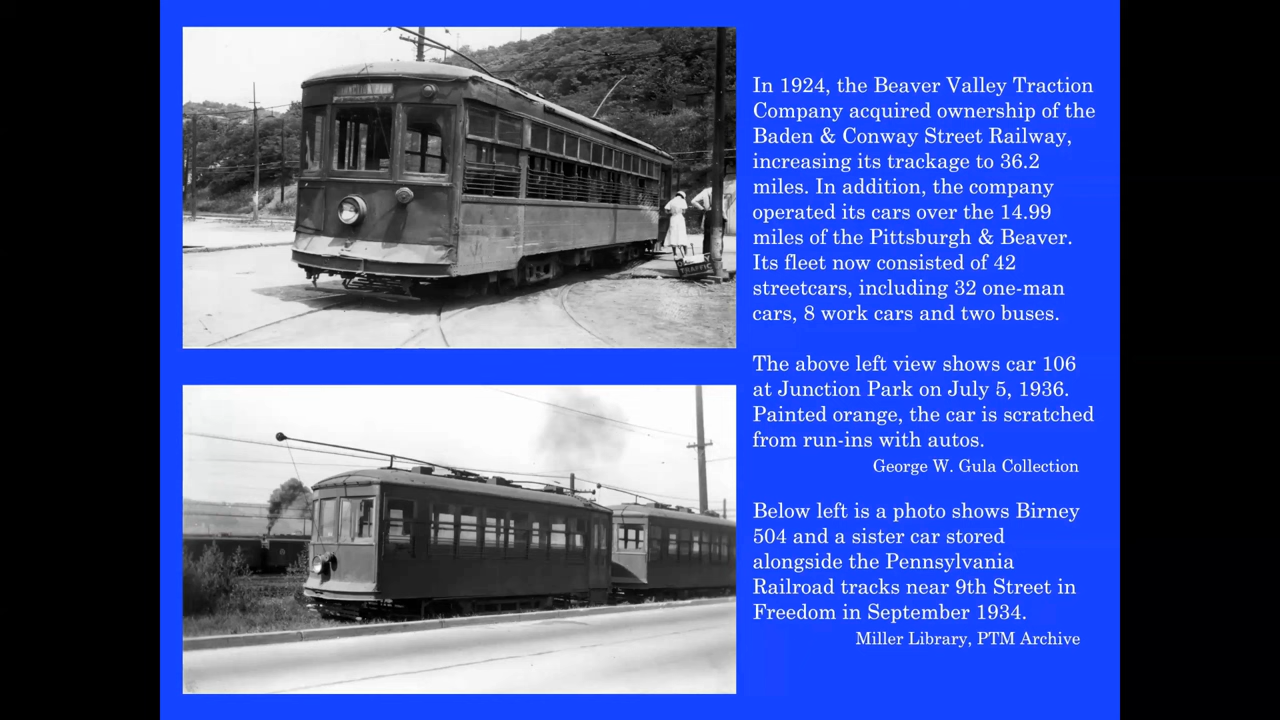 In 1924, the Beaver Valley Traction
Company acquired ownership of the
Baden & Conway Street Railway,
increasing its trackage to 36.2
miles. In addition, the company
operated its cars over the 14.99
miles of the Pittsburgh & Beaver.
Its fleet now consisted of 42
streetcars, including 32 one-man
cars, 8 work cars and two buses.
The above left view shows car 106
at Junction Park on July 5, 1936.
Painted orange, the car is scratched
from run-ins with autos.
George W. Gula Collection
Below left is a photo shows Birney
504 and a sister car stored
alongside the Pennsylvania
Railroad tracks near 9th Street in
Freedom in September 1934.
Miller Library, PTM Archive